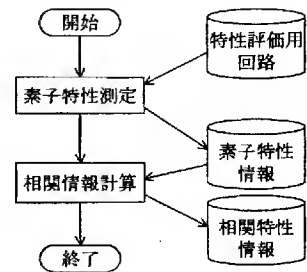 開始
特性評価用
回路
素子特性測定
素子特性
情報
相関情報計算
相関特性
情報
終了